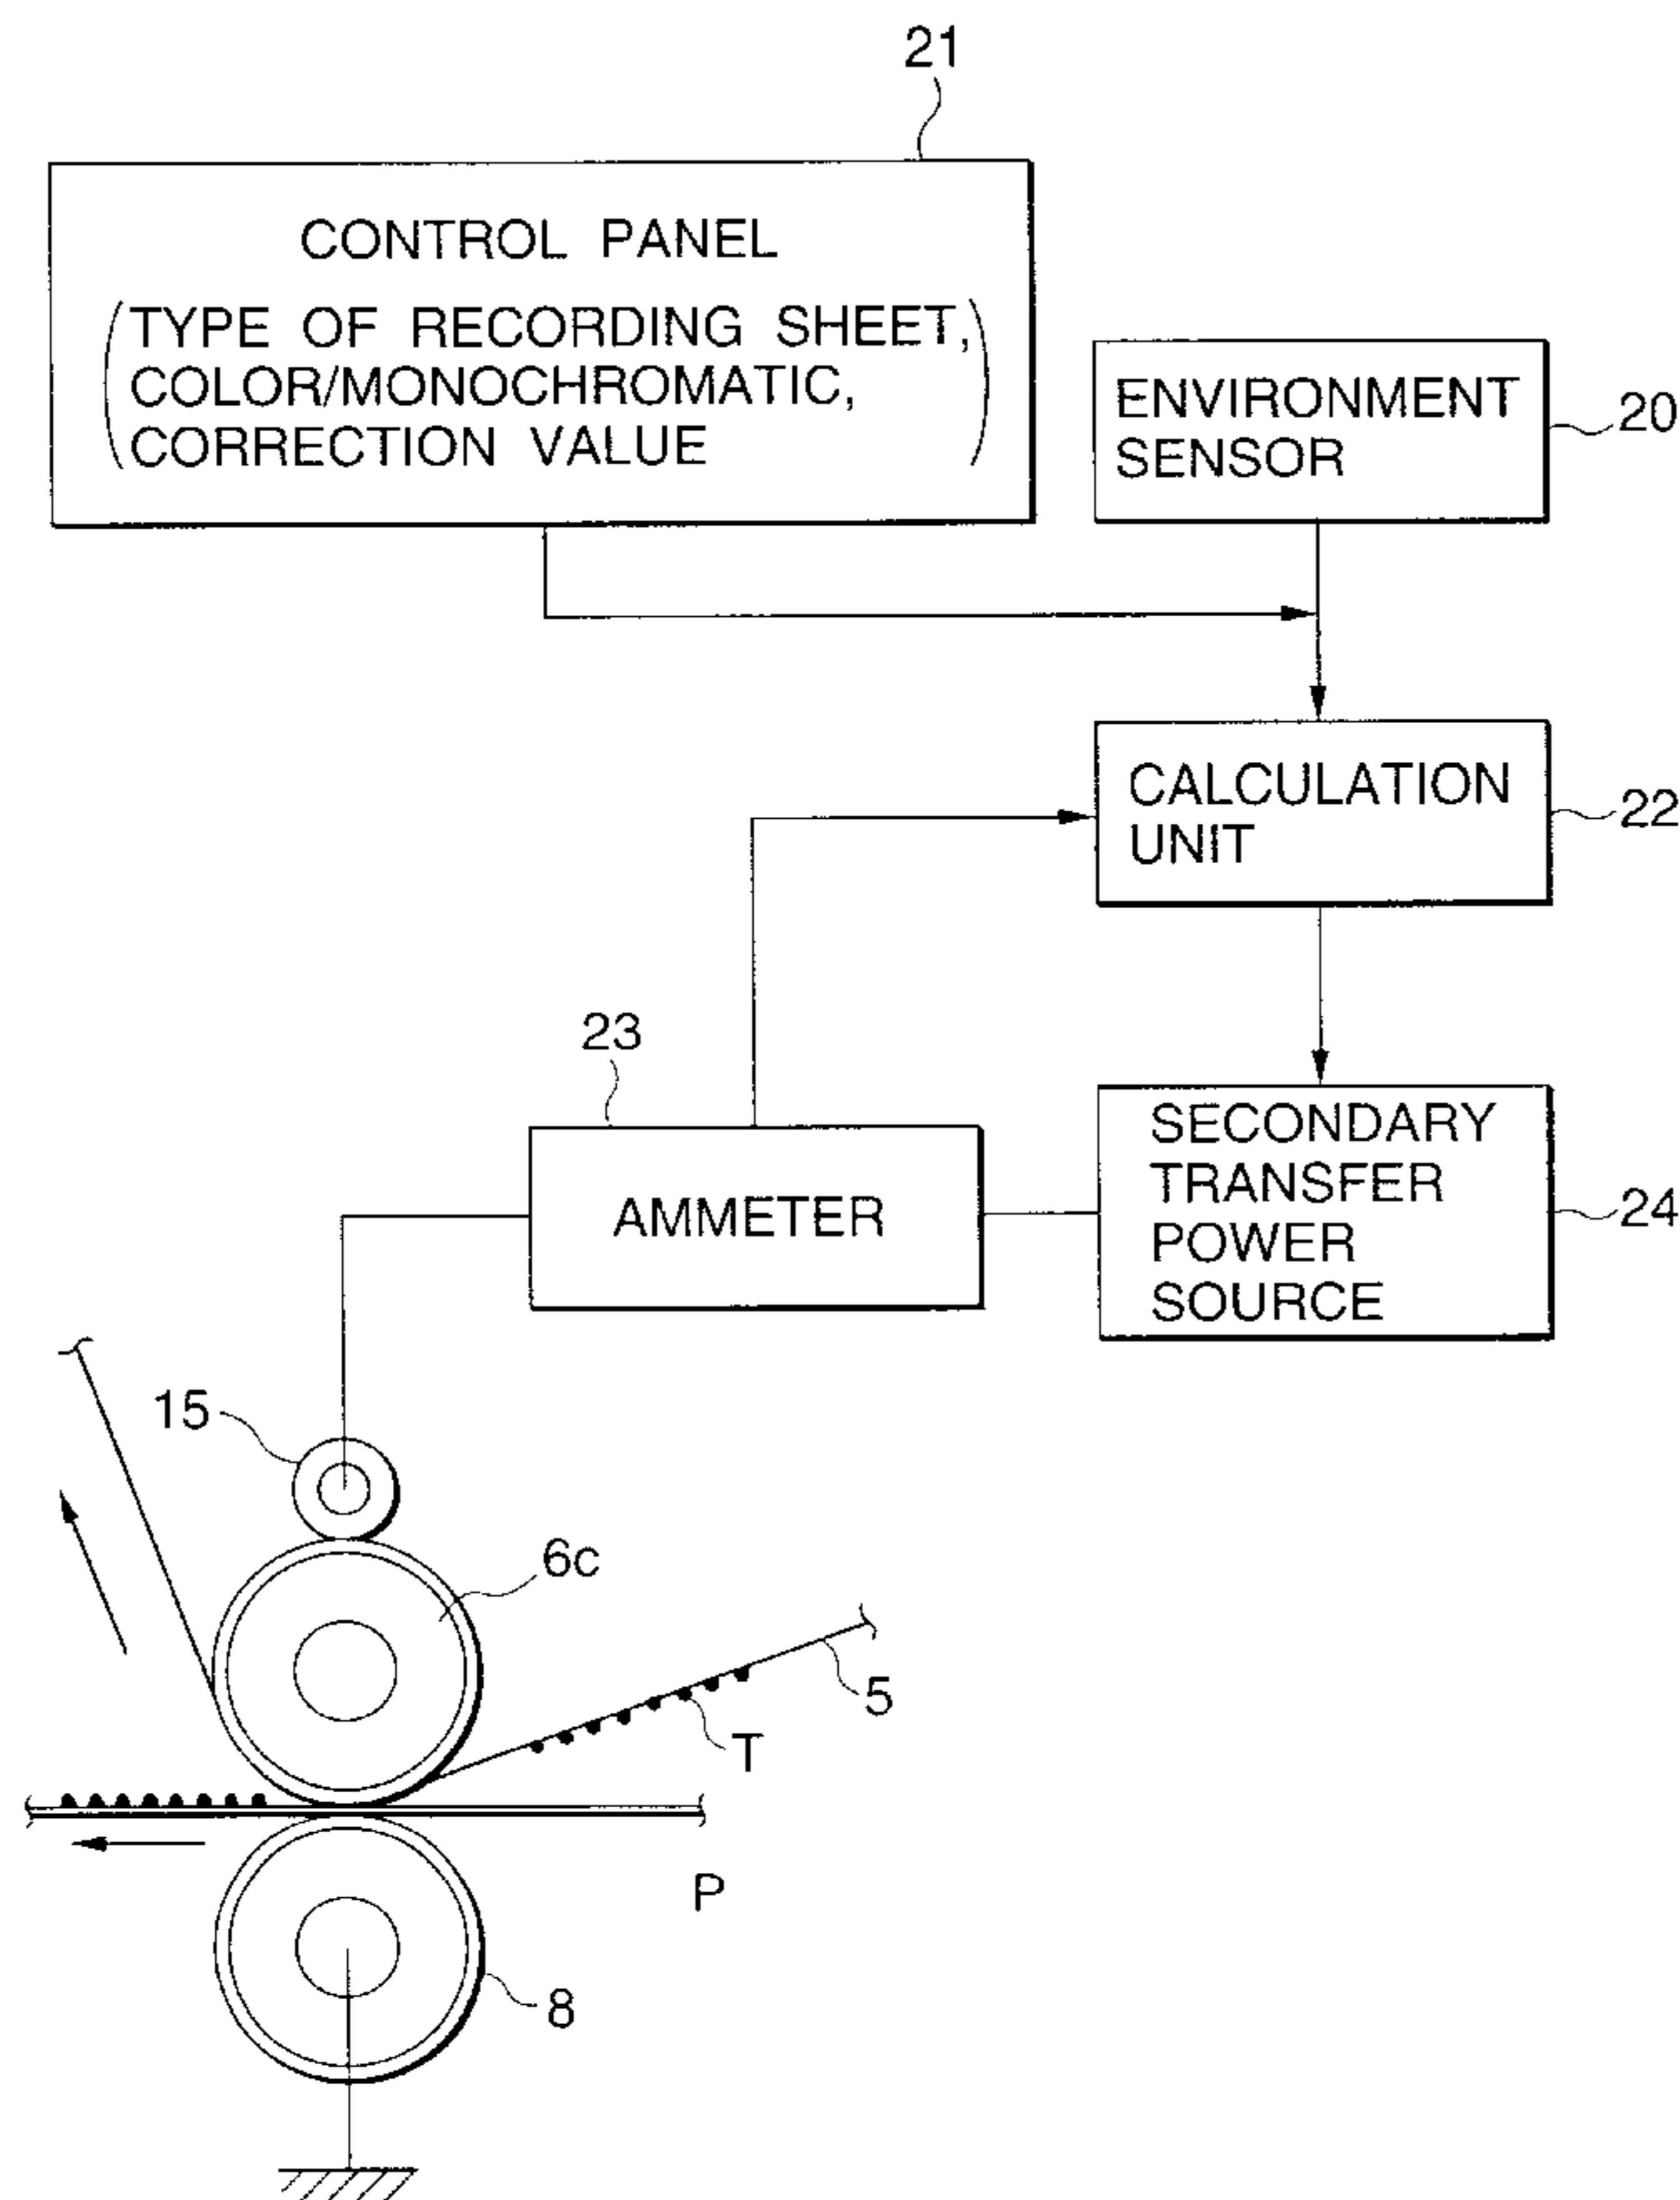 21
CONTROL PANEL
(TYPE OF RECORDING SHEET,
COLOR/MONOCHROMATIC,
CORRECTION VALUE)
ENVIRONMENT
SENSOR
20
CALCULATION
UNIT
22
23
AMMETER
SECONDARY
TRANSFER
POWER
SOURCE
24
15
6c
5
T
P
8